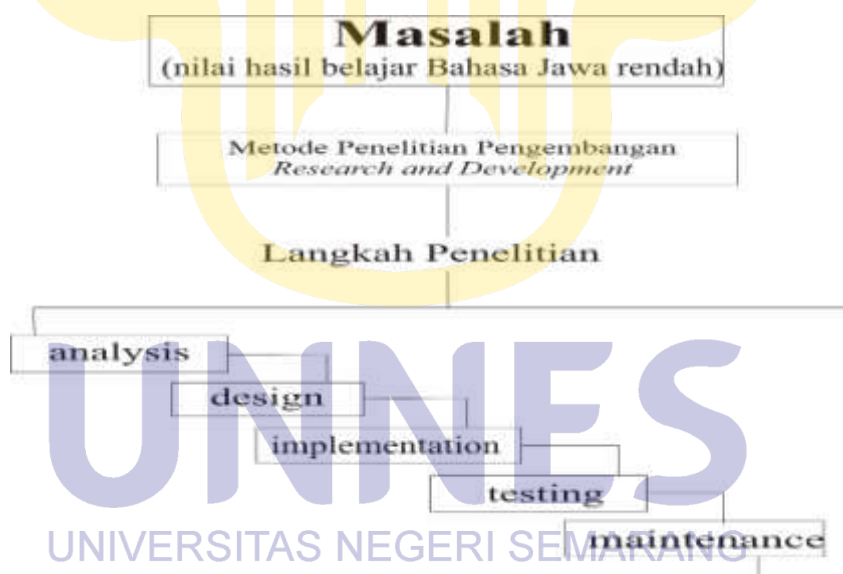 Masalah
(nilai hasil belajar Bahasa Jawa rendah)
Metode Penelitian Pengembangan
Research and Development
Langkah Penelitian
analysis
design
implementation
testing
maintenance
UNNES
UNIVERSITAS NEGERI SEMARANG